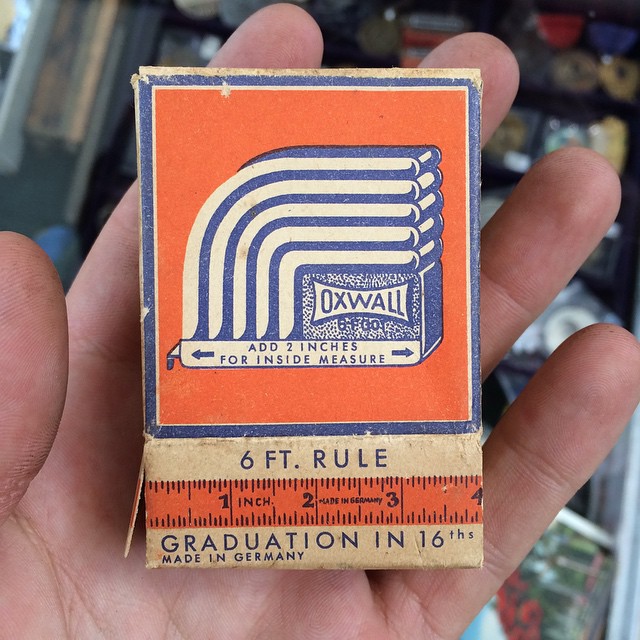 OXWALL
ADD 2 INCHES
FOR INSIDE MEASURE
6 FT. RULE
1 INCH. 2 MADE IN GERMANY 3 4
GRADUATION IN 16ths
MADE IN GERMANY